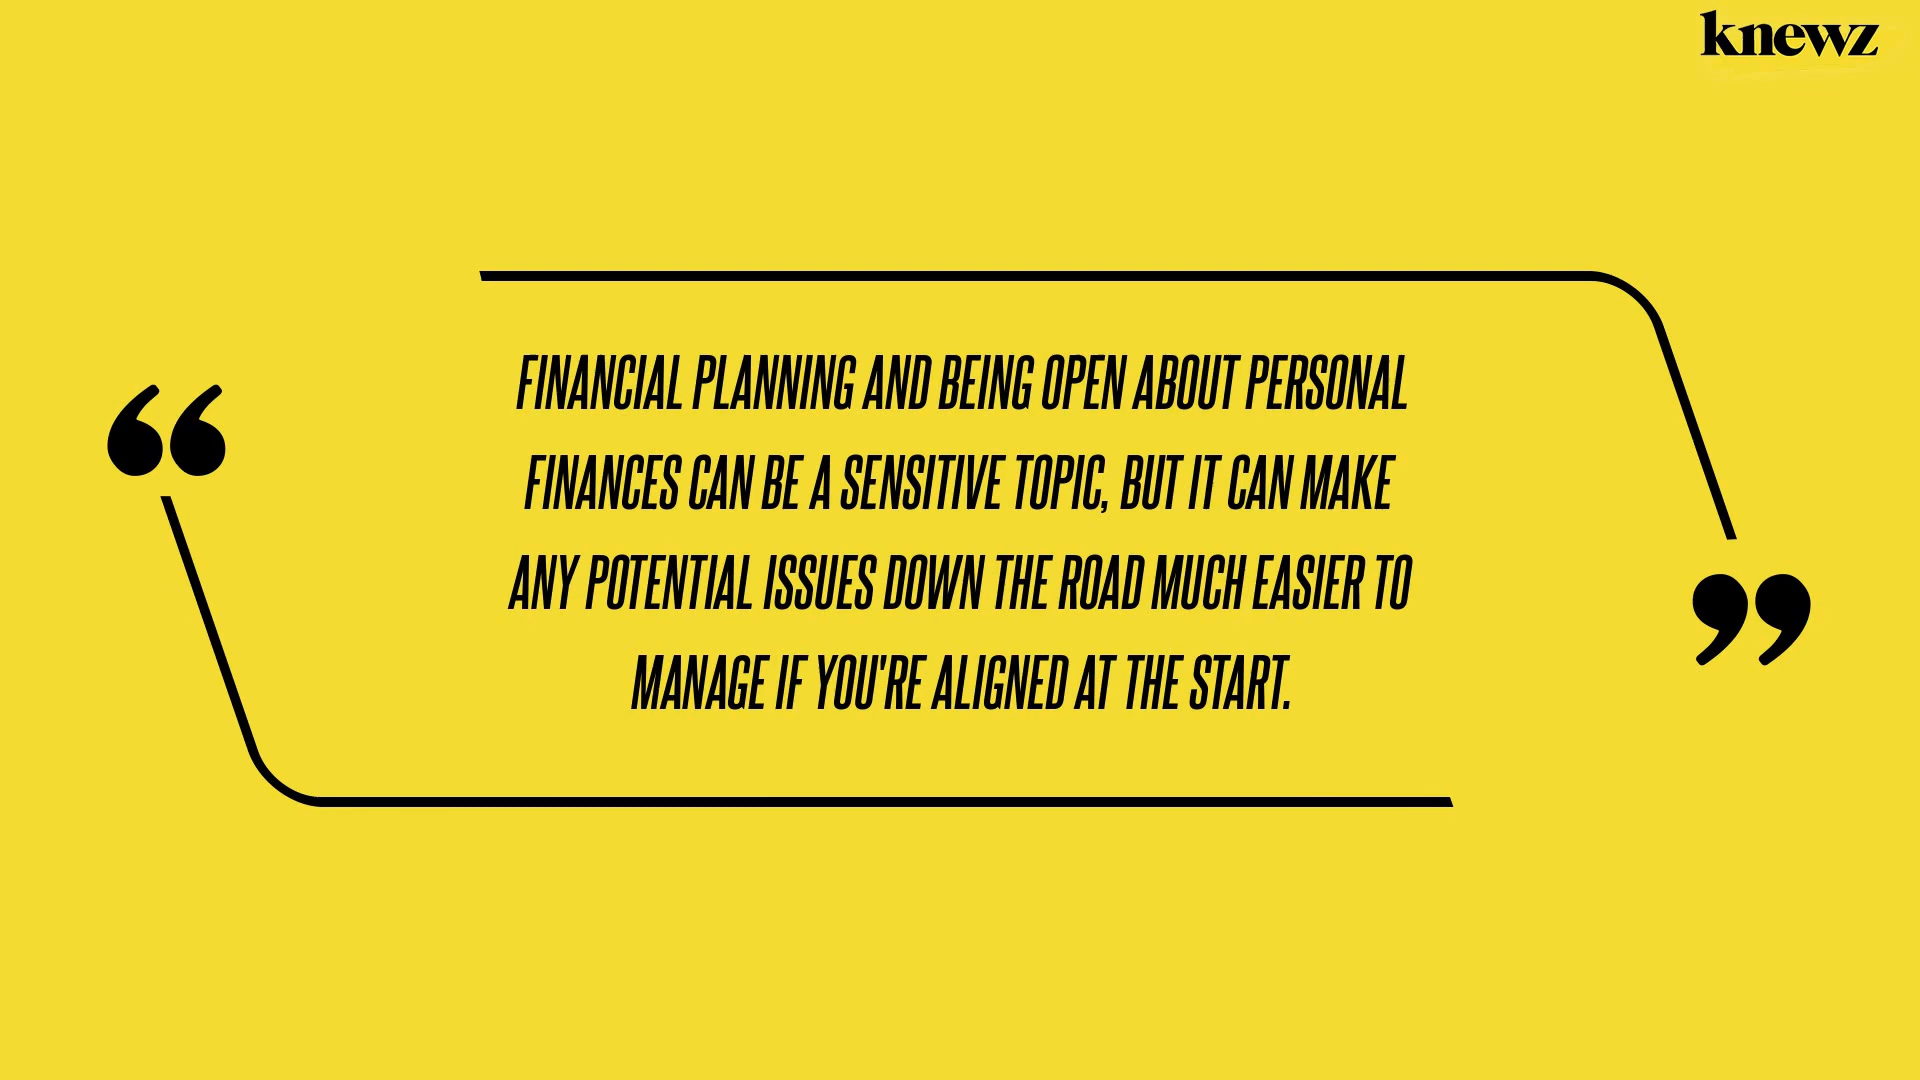 knewz
“
FINANCIAL PLANNING AND BEING OPEN ABOUT PERSONAL
FINANCES CAN BE A SENSITIVE TOPIC, BUT IT CAN MAKE
ANY POTENTIAL ISSUES DOWN THE ROAD MUCH EASIER TO
MANAGE IF YOU'RE ALIGNED AT THE START.
”